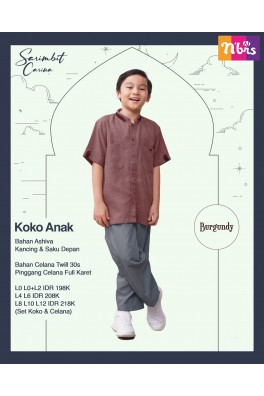 Sarimbit
Carina
Nibrs
Koko Anak
Bahan Ashiva
Kancing & Saku Depan
Bahan Celana Twill 30s
Pinggang Celana Full Karet
L0 L0+L2 IDR 198K
L4 L6 IDR 208K
L8 L10 L12 IDR 218K
(Set Koko & Celana)
Burgundy